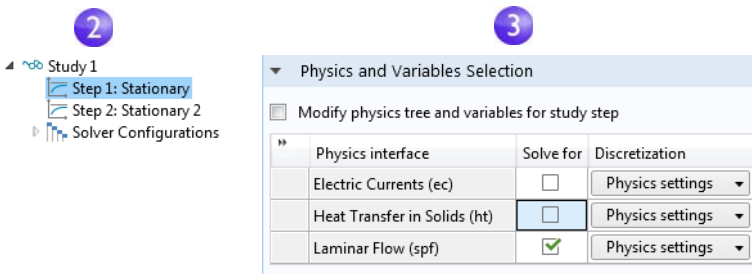 2
Study 1
Step 1: Stationary
Step 2: Stationary 2
Solver Configurations
3
Physics and Variables Selection
Modify physics tree and variables for study step
Physics interface Solve for Discretization
Electric Currents (ec) Physics settings
Heat Transfer in Solids (ht) Physics settings
Laminar Flow (spf) Physics settings